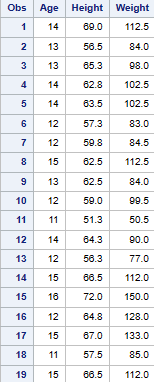 Obs Age Height Weight
1 14 69.0 112.5
2 13 56.5 84.0
3 13 65.3 98.0
4 14 62.8 102.5
5 14 63.5 102.5
6 12 57.3 83.0
7 12 59.8 84.5
8 15 62.5 112.5
9 13 62.5 84.0
10 12 59.0 99.5
11 11 51.3 50.5
12 14 64.3 90.0
13 12 56.3 77.0
14 15 66.5 112.0
15 16 72.0 150.0
16 12 64.8 128.0
17 15 67.0 133.0
18 11 57.5 85.0
19 15 66.5 112.0